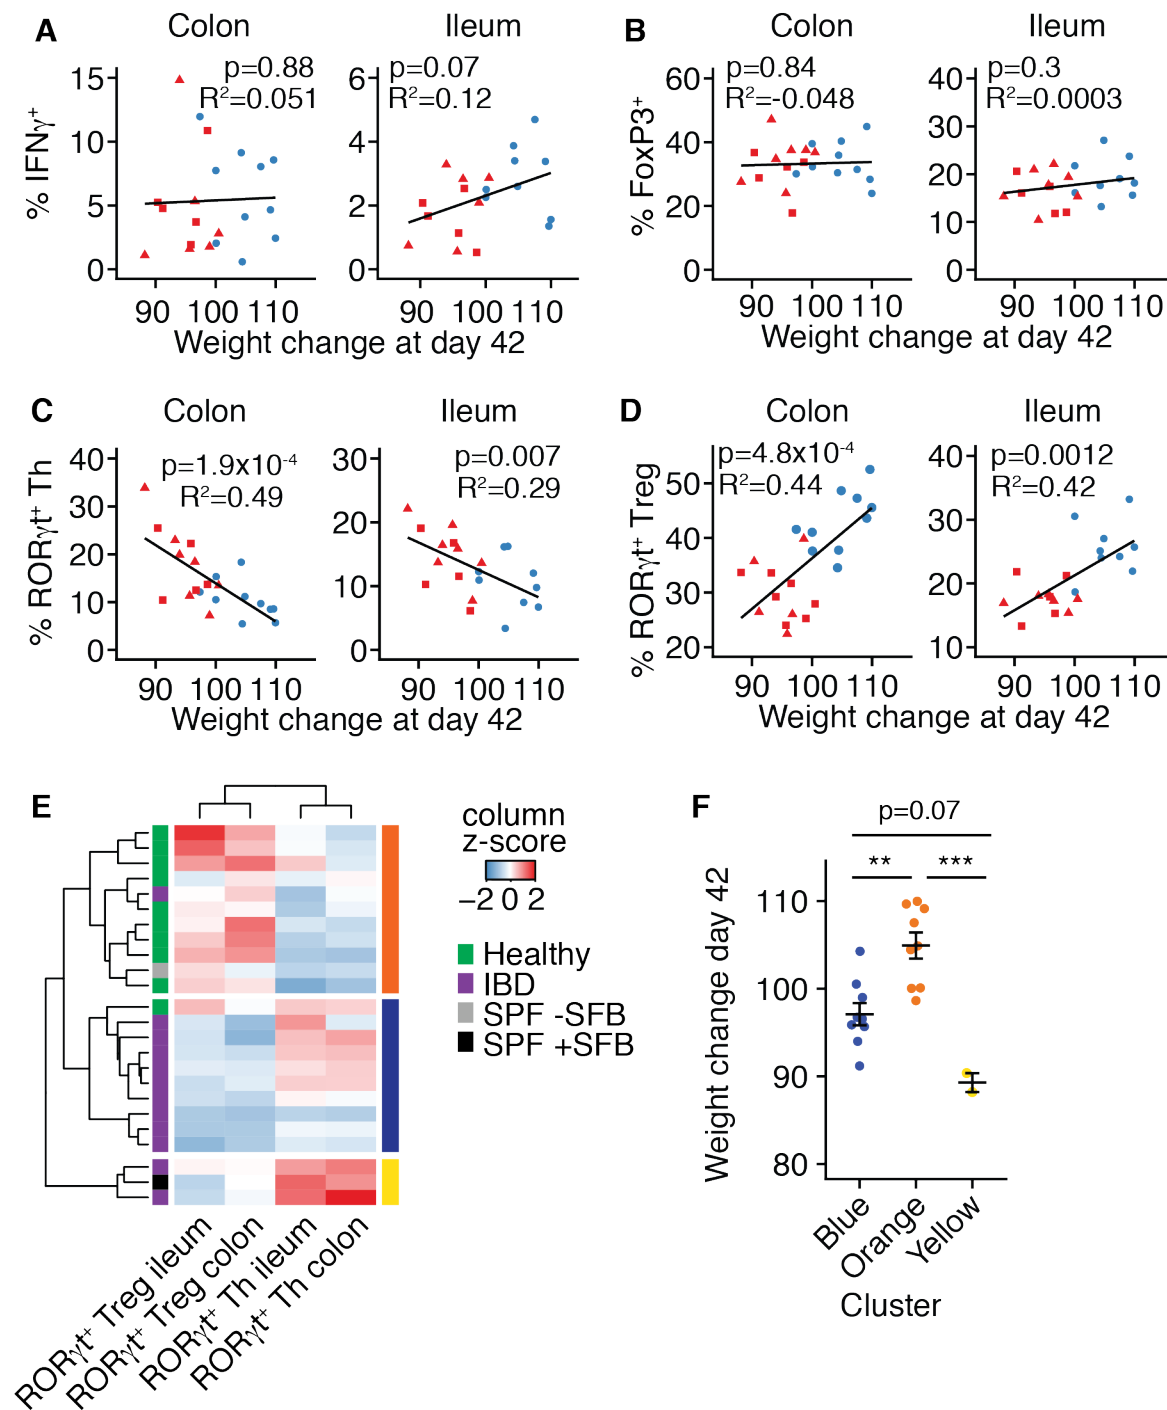 A
Colon
Ileum
p=0.88
R²=0.051
p=0.07
R²=0.12
% IFNγ⁺
15
10
5
0
6
4
2
0
90 100 110
90 100 110
Weight change at day 42
B
Colon
Ileum
p=0.84
R²=-0.048
p=0.3
R²=0.0003
% FoxP3⁺
60
40
20
0
40
30
20
10
0
90 100 110
90 100 110
Weight change at day 42
C
Colon
Ileum
p=1.9x10⁻⁴
R²=0.49
p=0.007
R²=0.29
% RORγt⁺ Th
40
30
20
10
0
30
20
10
0
90 100 110
90 100 110
Weight change at day 42
D
Colon
Ileum
p=4.8x10⁻⁴
R²=0.44
p=0.0012
R²=0.42
% RORγt⁺ Treg
50
40
30
20
40
30
20
10
90 100 110
90 100 110
Weight change at day 42
E
column
z-score
−2 0 2
Healthy
IBD
SPF -SFB
SPF +SFB
RORγt⁺ Treg ileum
RORγt⁺ Treg colon
RORγt⁺ Th ileum
RORγt⁺ Th colon
F
p=0.07
** ***
Weight change day 42
110
100
90
80
Blue
Orange
Yellow
Cluster